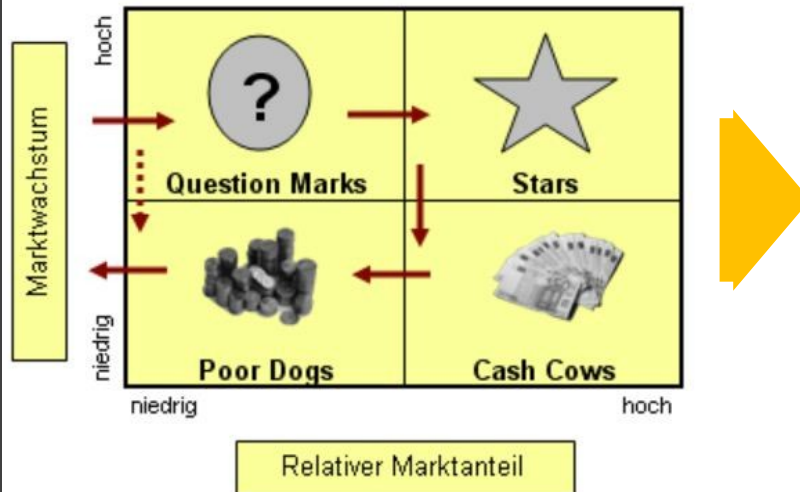 hoch
Marktwachstum
?
Question Marks
Stars
niedrig
Poor Dogs
Cash Cows
niedrig
hoch
Relativer Marktanteil